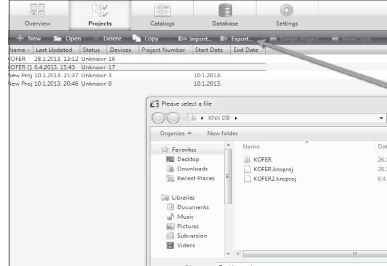 Overview Projects Catalogs Database Settings
New Open Delete Copy Import... Export...
Name Last Updated Status Devices Project Number Start Date End Date
KOFER 28.1.2013. 13:12 Unknown 16
KOFER (1 6.4.2013. 15:43 Unknown 17
New Proj 10.1.2013. 21:37 Unknown 3 10.1.2013.
New Proj 10.1.2013. 20:46 Unknown 0 10.1.2013.
Please select a file
KNX DB
Organize New folder
Favorites
Desktop
Downloads
Recent Places
Libraries
Documents
Music
Pictures
Subversion
Videos
Name Dat
KOFER 26.
KOFER.knxproj 28.
KOFER2.knxproj 6.4.